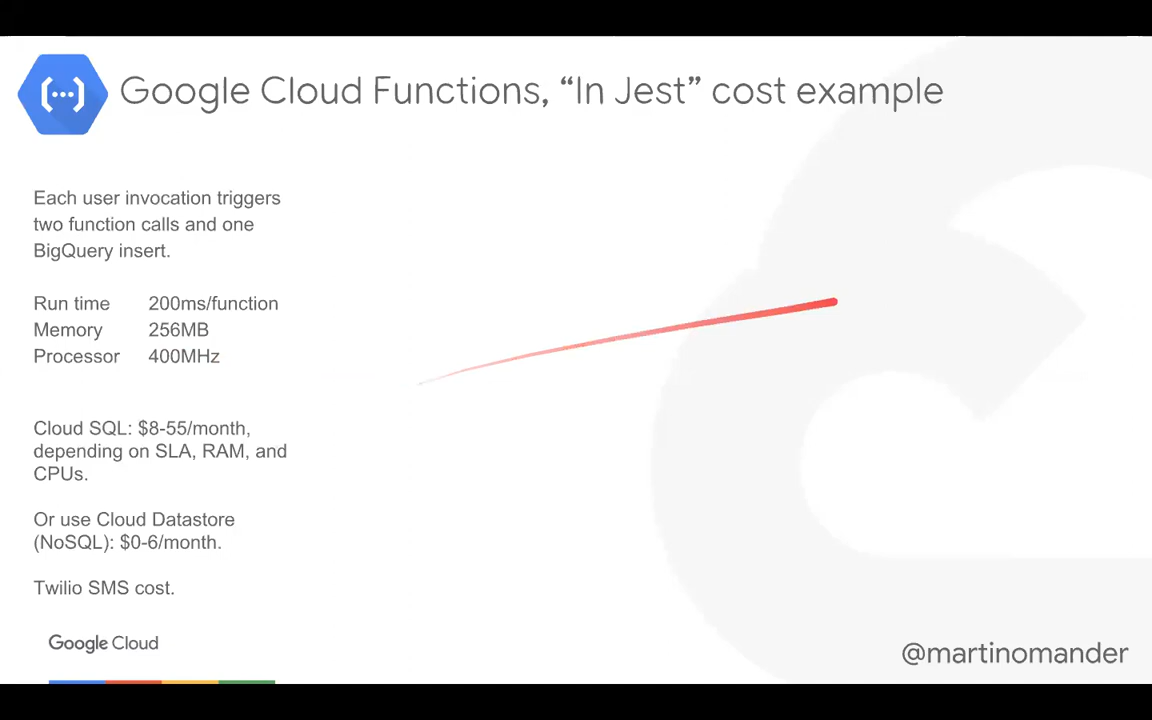 Google Cloud Functions, “In Jest” cost example
Each user invocation triggers
two function calls and one
BigQuery insert.
Run time 200ms/function
Memory 256MB
Processor 400MHz
Cloud SQL: $8-55/month,
depending on SLA, RAM, and
CPUs.
Or use Cloud Datastore
(NoSQL): $0-6/month.
Twilio SMS cost.
Google Cloud
@martinomander